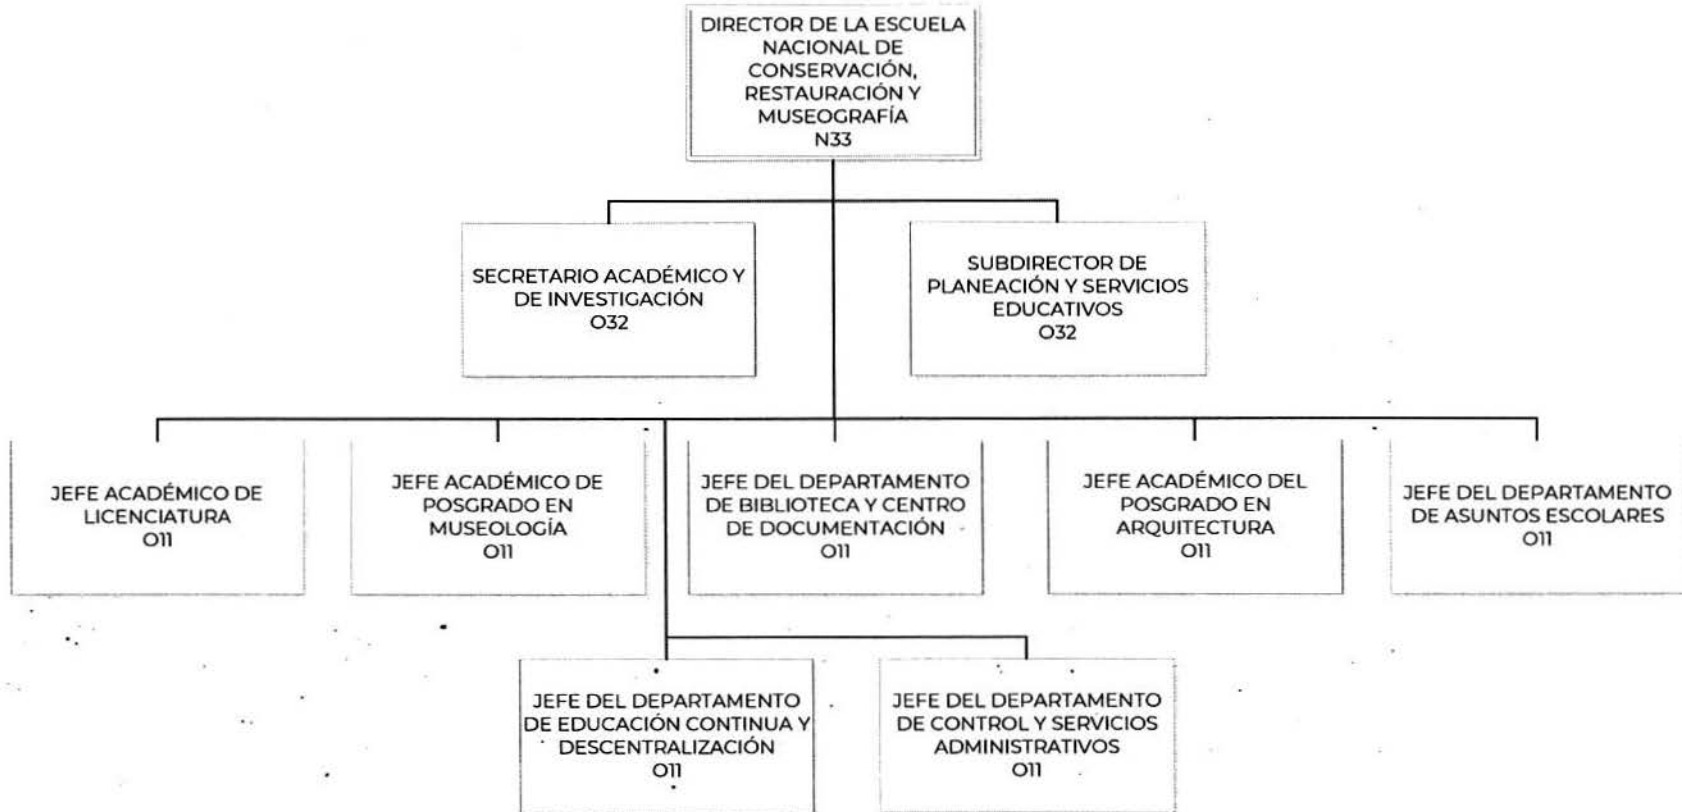 DIRECTOR DE LA ESCUELA
NACIONAL DE
CONSERVACIÓN,
RESTAURACIÓN Y
MUSEOGRAFÍA
N33
SECRETARIO ACADÉMICO Y
DE INVESTIGACIÓN
O32
SUBDIRECTOR DE
PLANEACIÓN Y SERVICIOS
EDUCATIVOS
O32
JEFE ACADÉMICO DE
LICENCIATURA
O11
JEFE ACADÉMICO DE
POSGRADO EN
MUSEOLOGÍA
O11
JEFE DEL DEPARTAMENTO
DE BIBLIOTECA Y CENTRO
DE DOCUMENTACIÓN
O11
JEFE ACADÉMICO DEL
POSGRADO EN
ARQUITECTURA
O11
JEFE DEL DEPARTAMENTO
DE ASUNTOS ESCOLARES
O11
JEFE DEL DEPARTAMENTO
DE EDUCACIÓN CONTINUA Y
DESCENTRALIZACIÓN
O11
JEFE DEL DEPARTAMENTO
DE CONTROL Y SERVICIOS
ADMINISTRATIVOS
O11